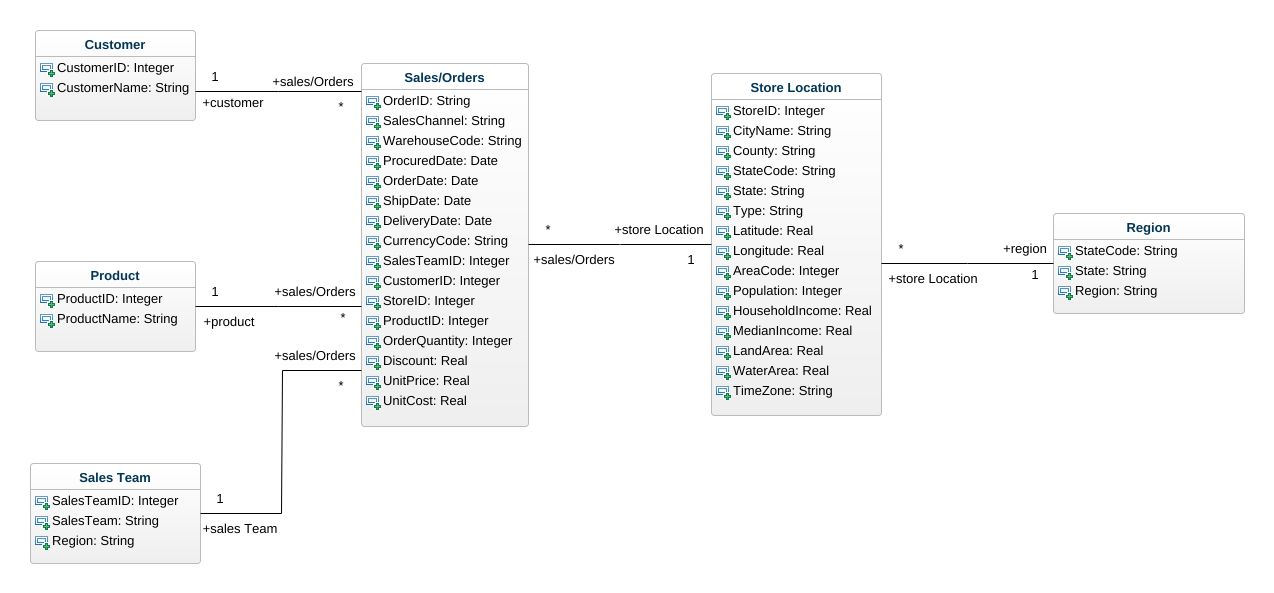 Customer
CustomerID: Integer
CustomerName: String
1
+customer
+sales/Orders
*
Sales/Orders
OrderID: String
SalesChannel: String
WarehouseCode: String
ProcuredDate: Date
OrderDate: Date
ShipDate: Date
DeliveryDate: Date
CurrencyCode: String
SalesTeamID: Integer
CustomerID: Integer
StoreID: Integer
ProductID: Integer
OrderQuantity: Integer
Discount: Real
UnitPrice: Real
UnitCost: Real
Product
ProductID: Integer
ProductName: String
1
+product
+sales/Orders
*
+sales/Orders
*
Sales Team
SalesTeamID: Integer
SalesTeam: String
Region: String
1
+sales Team
*
+sales/Orders
+store Location
1
Store Location
StoreID: Integer
CityName: String
County: String
StateCode: String
State: String
Type: String
Latitude: Real
Longitude: Real
AreaCode: Integer
Population: Integer
HouseholdIncome: Real
MedianIncome: Real
LandArea: Real
WaterArea: Real
TimeZone: String
*
+store Location
+region
1
Region
StateCode: String
State: String
Region: String